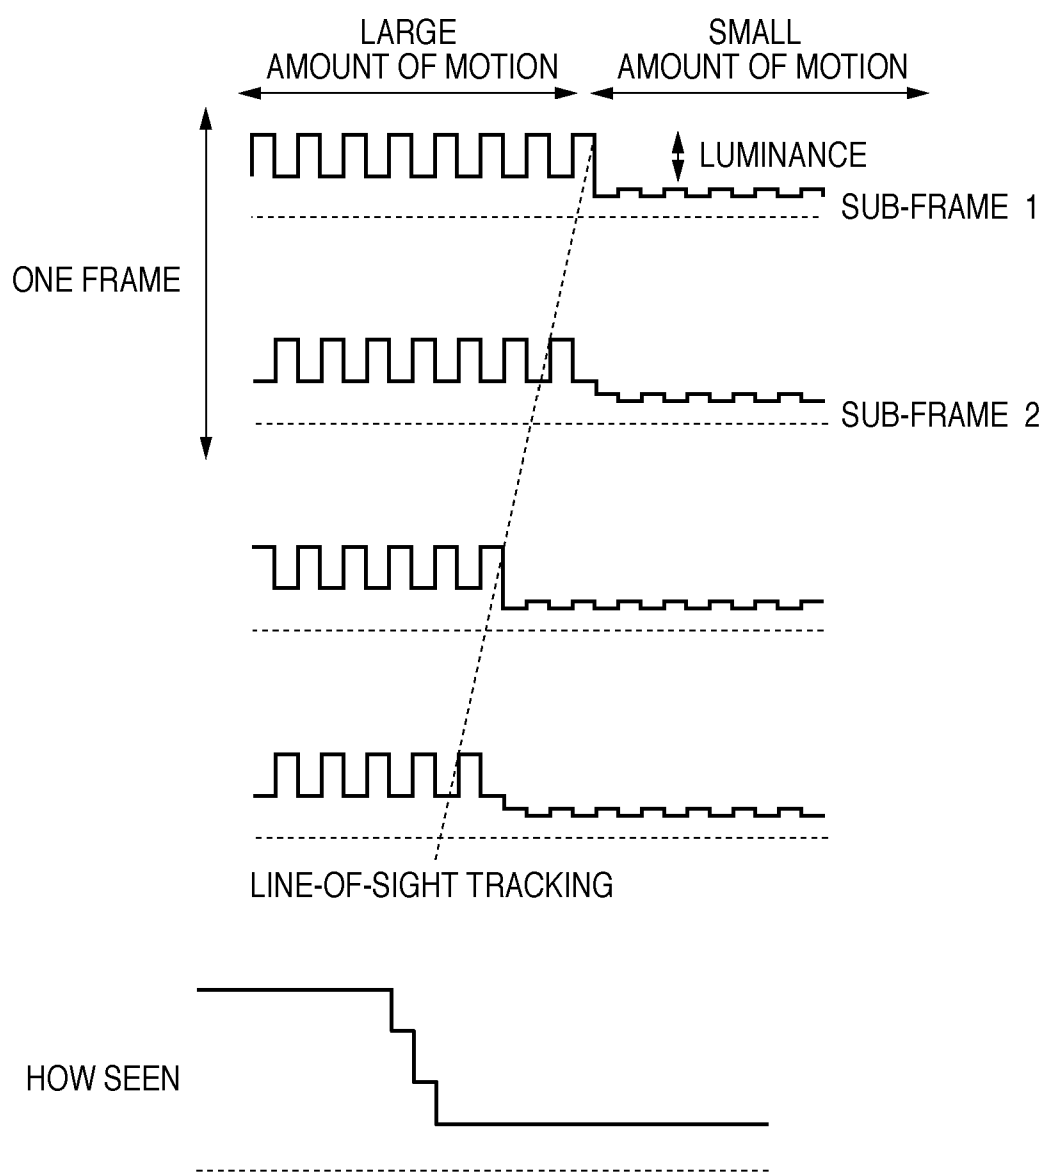 LARGE
AMOUNT OF MOTION
SMALL
AMOUNT OF MOTION
LUMINANCE
SUB-FRAME 1
ONE FRAME
SUB-FRAME 2
LINE-OF-SIGHT TRACKING
HOW SEEN